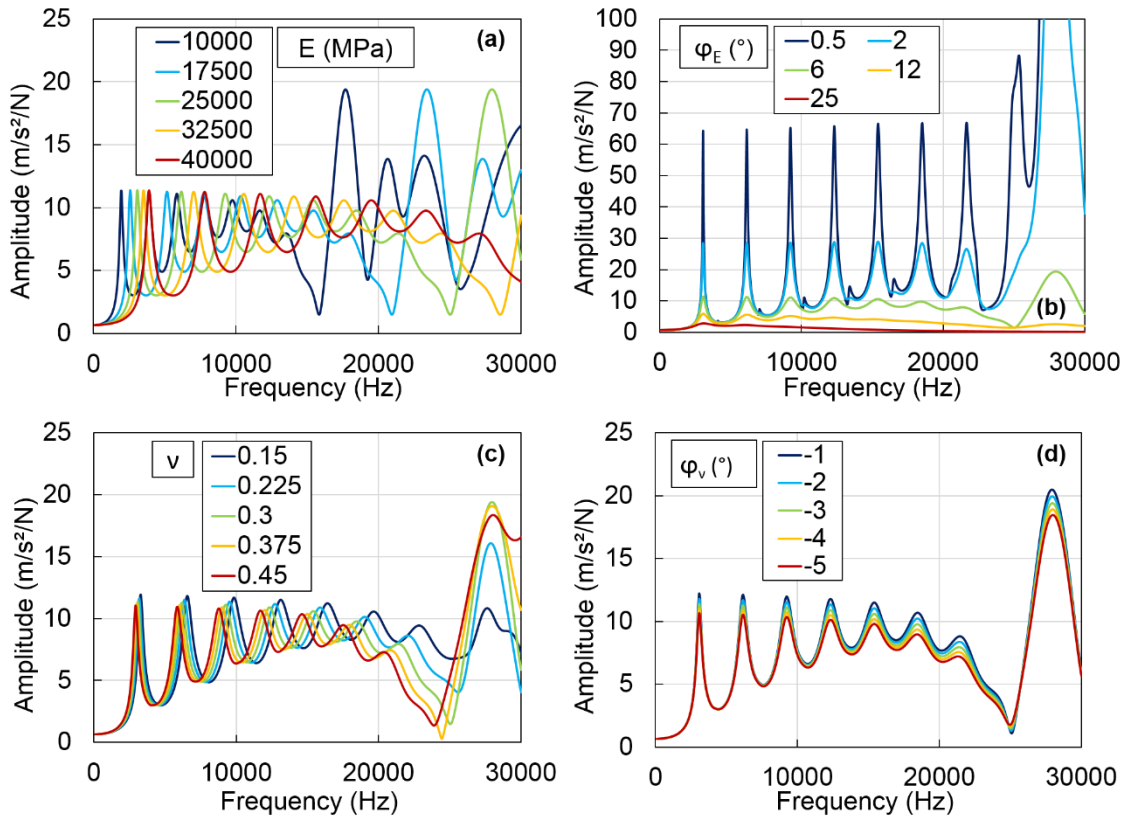 (a)
E (MPa)
10000
17500
25000
32500
40000
Amplitude (m/s²/N)
25
20
15
10
5
0
0 10000 20000 30000
Frequency (Hz)
(b)
φE (°)
0.5 2
6 12
25
Amplitude (m/s²/N)
100
90
80
70
60
50
40
30
20
10
0
0 10000 20000 30000
Frequency (Hz)
(c)
ν
0.15
0.225
0.3
0.375
0.45
Amplitude (m/s²/N)
25
20
15
10
5
0
0 10000 20000 30000
Frequency (Hz)
(d)
φν (°)
-1
-2
-3
-4
-5
Amplitude (m/s²/N)
25
20
15
10
5
0
0 10000 20000 30000
Frequency (Hz)